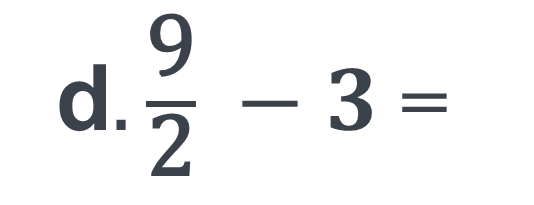 d. 9/2 − 3 =